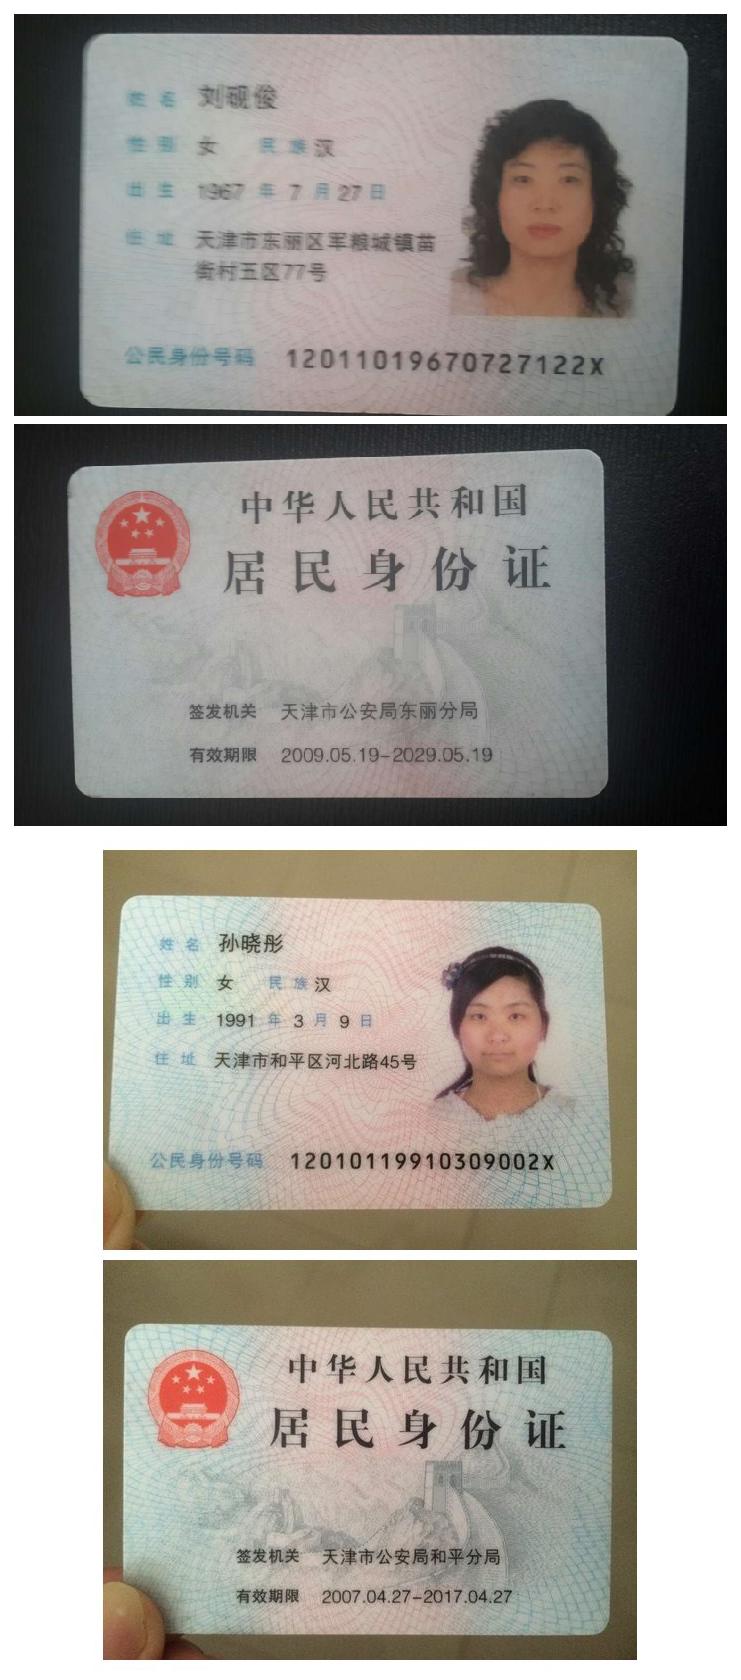 姓名 刘砚俊
性别 女 民族 汉
出生 1967 年 7 月 27 日
住址 天津市东丽区军粮城镇苗
街村五区77号
公民身份号码 12011019670727122X
中华人民共和国
居民身份证
签发机关 天津市公安局东丽分局
有效期限 2009.05.19-2029.05.19
姓名 孙晓彤
性别 女 民族 汉
出生 1991 年 3 月 9 日
住址 天津市和平区河北路45号
公民身份号码 12010119910309002X
中华人民共和国
居民身份证
签发机关 天津市公安局和平分局
有效期限 2007.04.27-2017.04.27